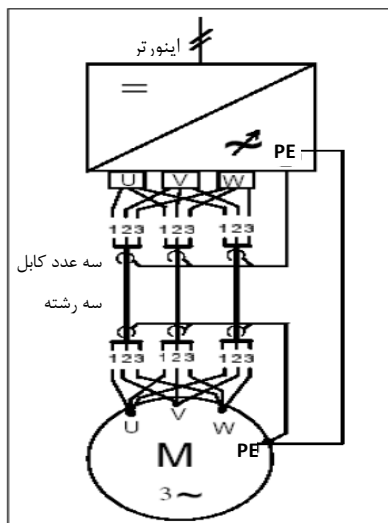 اینورتر
PE
U V W
123 123 123
سه عدد کابل
سه رشته
123 123 123
U V W
M
PE
3~